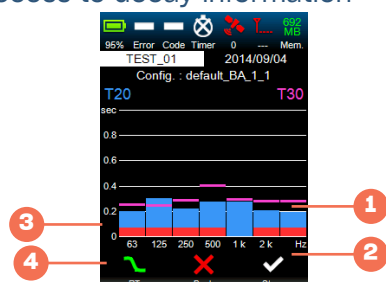 access to decay information
692
MB
95% Error Code Timer 0 --- Mem.
TEST_01 2014/09/04
Config. : default_BA_1_1
T20 T30
sec
0.8
0.6
0.4
0.2
0
63 125 250 500 1 k 2 k Hz
1
2
3
4